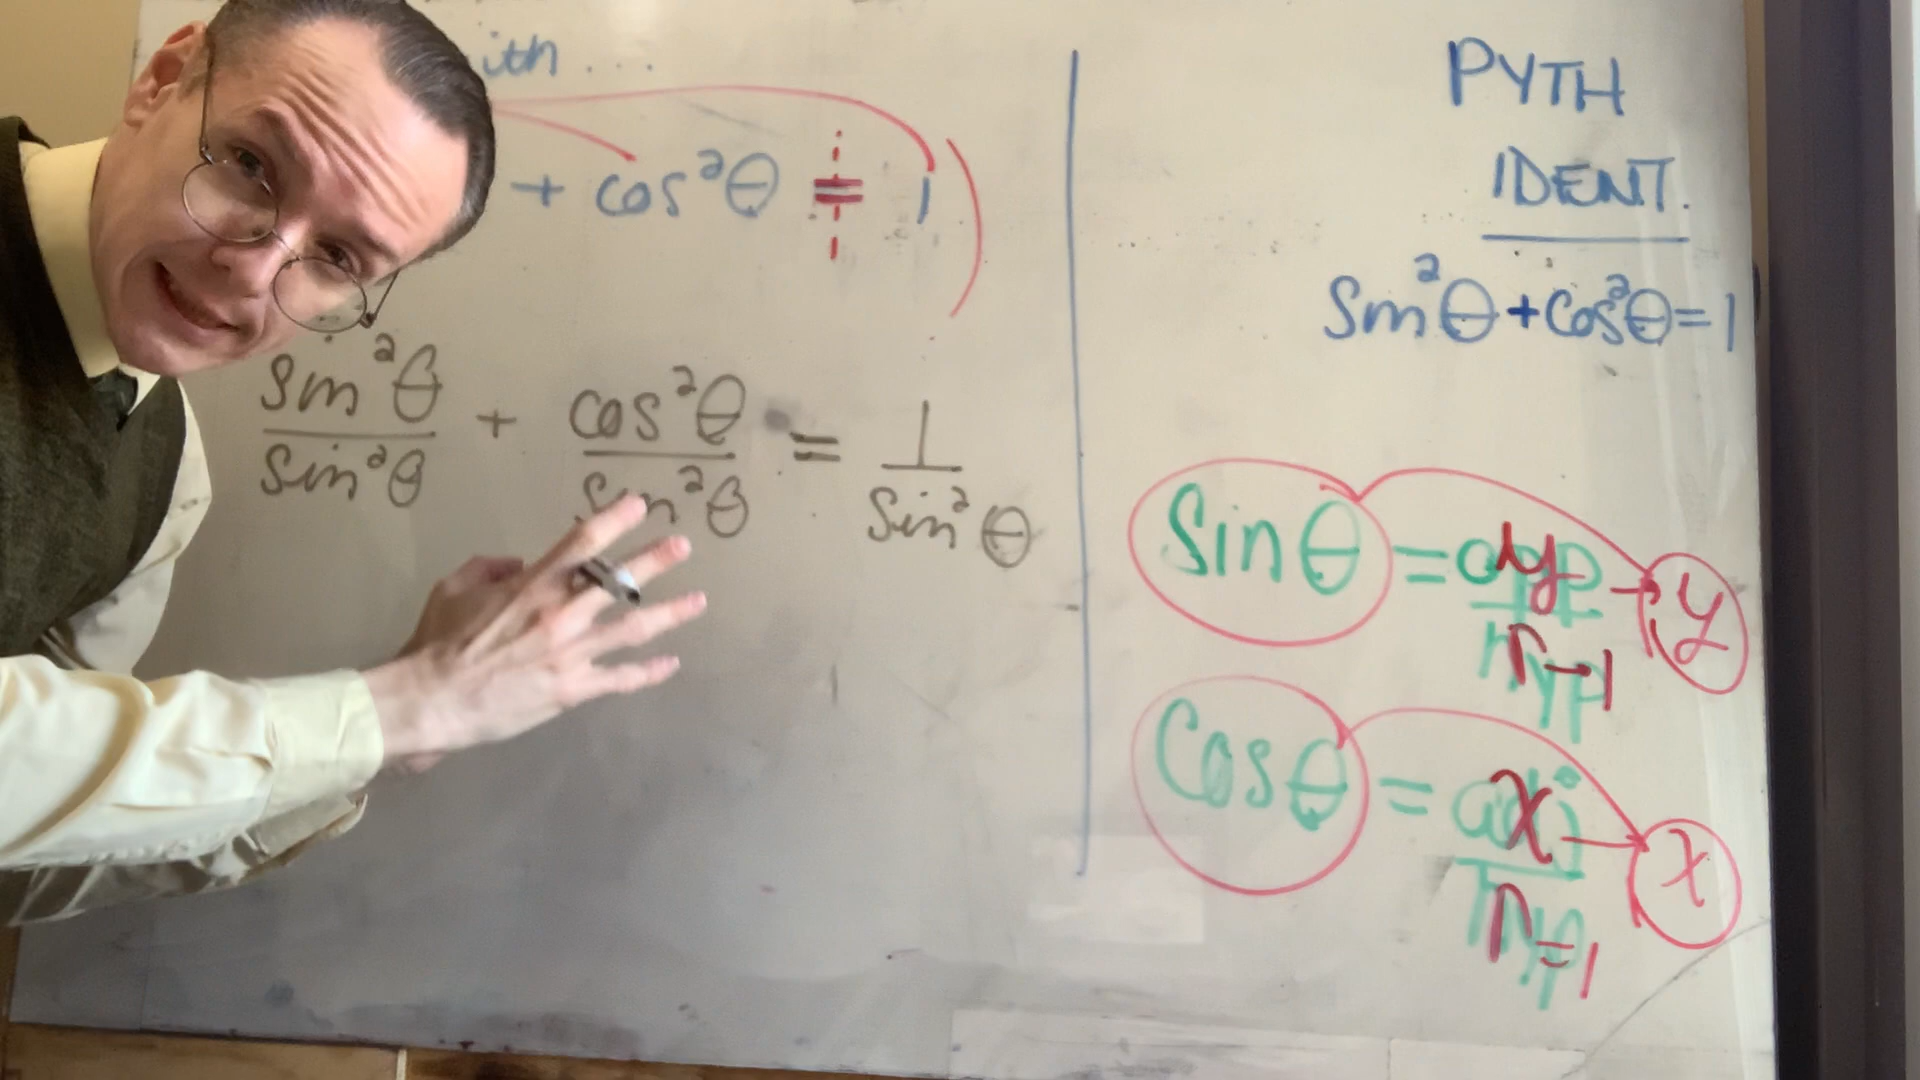 ith...
+ cos²θ = 1
sin²θ/sin²θ + cos²θ/sin²θ = 1/sin²θ
PYTH
IDENT.
sin²θ + cos²θ = 1
sinθ = opp/hyp y/r→1 → y
cosθ = adj/hyp x/r=1 → x